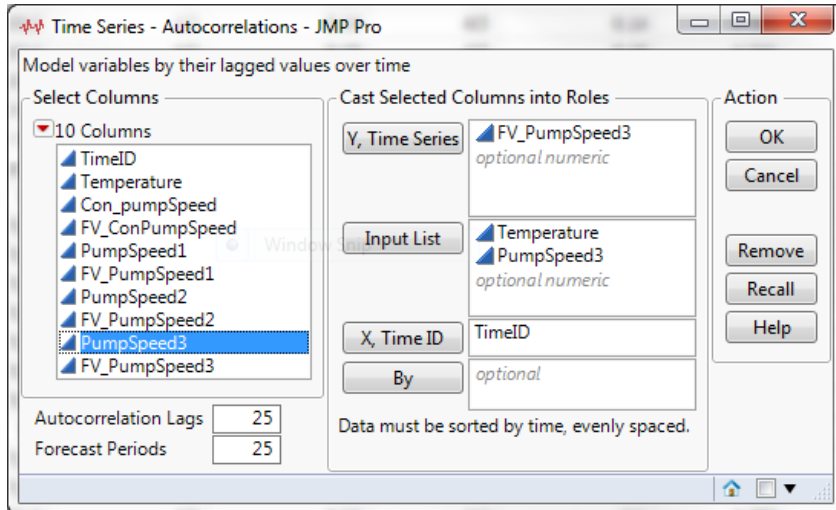 Time Series - Autocorrelations - JMP Pro
Model variables by their lagged values over time
Select Columns
10 Columns
TimeID
Temperature
Con_pumpSpeed
FV_ConPumpSpeed
PumpSpeed1
FV_PumpSpeed1
PumpSpeed2
FV_PumpSpeed2
PumpSpeed3
FV_PumpSpeed3
Autocorrelation Lags 25
Forecast Periods 25
Cast Selected Columns into Roles
Y, Time Series
FV_PumpSpeed3
optional numeric
Input List
Temperature
PumpSpeed3
optional numeric
X, Time ID
TimeID
By
optional
Data must be sorted by time, evenly spaced.
Action
OK
Cancel
Remove
Recall
Help
Window Snip